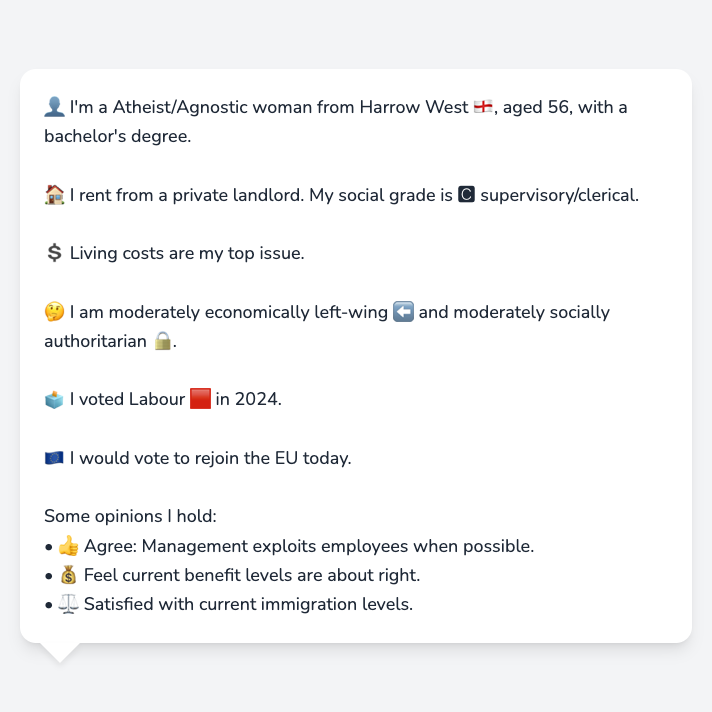 👤 I'm a Atheist/Agnostic woman from Harrow West 🏴󠁧󠁢󠁥󠁮󠁧󠁿, aged 56, with a
bachelor's degree.
🏠 I rent from a private landlord. My social grade is 🅲 supervisory/clerical.
💲 Living costs are my top issue.
🤔 I am moderately economically left-wing ⬅️ and moderately socially
authoritarian 🔒.
🗳️ I voted Labour 🟥 in 2024.
🇪🇺 I would vote to rejoin the EU today.
Some opinions I hold:
• 👍 Agree: Management exploits employees when possible.
• 💰 Feel current benefit levels are about right.
• ⚖️ Satisfied with current immigration levels.